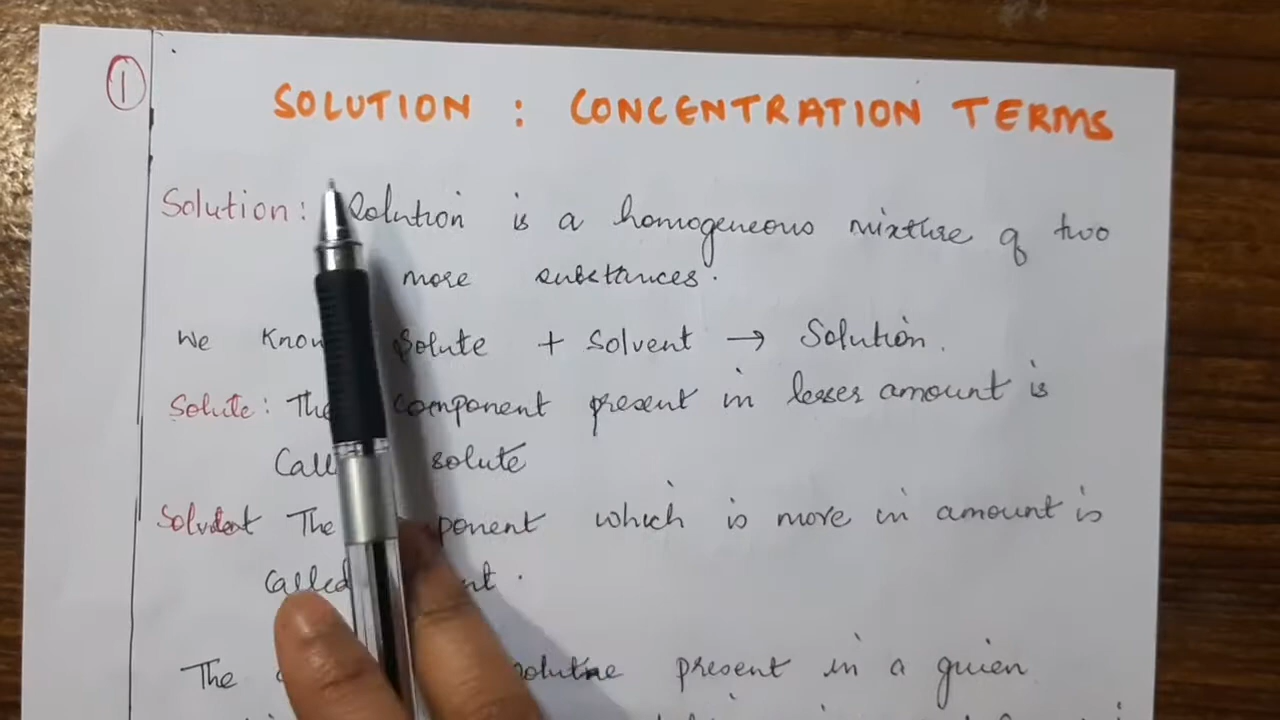 ①
SOLUTION : CONCENTRATION TERMS
Solution: Solution is a homogeneous mixture of two
more substances.
We Know Solute + Solvent → Solution.
Solute: The component present in lesser amount is
Call solute
Solvent The ponent which is more in amount is
called nt.
The present in a given